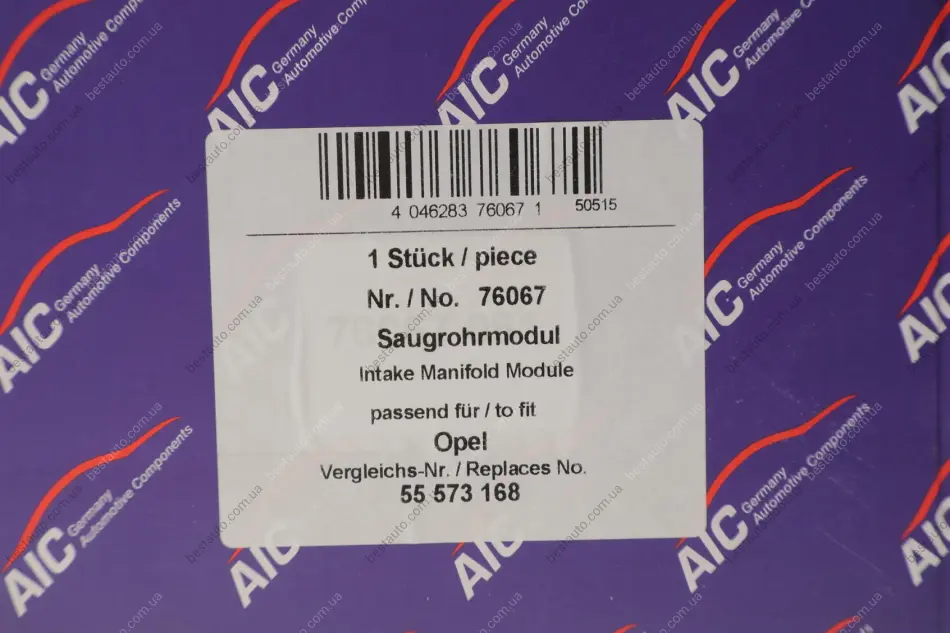 AIC Germany Automotive Components
4 046283 76067 1 50515
1 Stück / piece
Nr. / No. 76067
Saugrohrmodul
Intake Manifold Module
passend für / to fit
Opel
Vergleichs-Nr. / Replaces No.
55 573 168
bestauto.com.ua